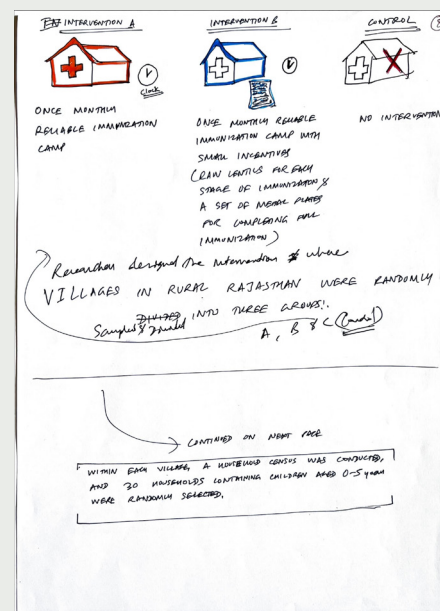 INTERVENTION A
INTERVENTION B
CONTROL
Clock
ONCE MONTHLY
RELIABLE IMMUNIZATION
CAMP
ONCE MONTHLY RELIABLE
IMMUNIZATION CAMP WITH
SMALL INCENTIVES
(RAW LENTILS FOR EACH
STAGE OF IMMUNIZATION &
A SET OF METAL PLATES
FOR COMPLETING FULL
IMMUNIZATION)
NO INTERVENTION
Researchers designed the intervention where
VILLAGES IN RURAL RAJASTHAN WERE RANDOMLY
Sampled & DIVIDED INTO THREE GROUPS:
A, B & C (Control)
CONTINUED ON NEXT PAGE
WITHIN EACH VILLAGE, A HOUSEHOLD CENSUS WAS CONDUCTED,
AND 30 HOUSEHOLDS CONTAINING CHILDREN AGED 0-5 years
WERE RANDOMLY SELECTED.